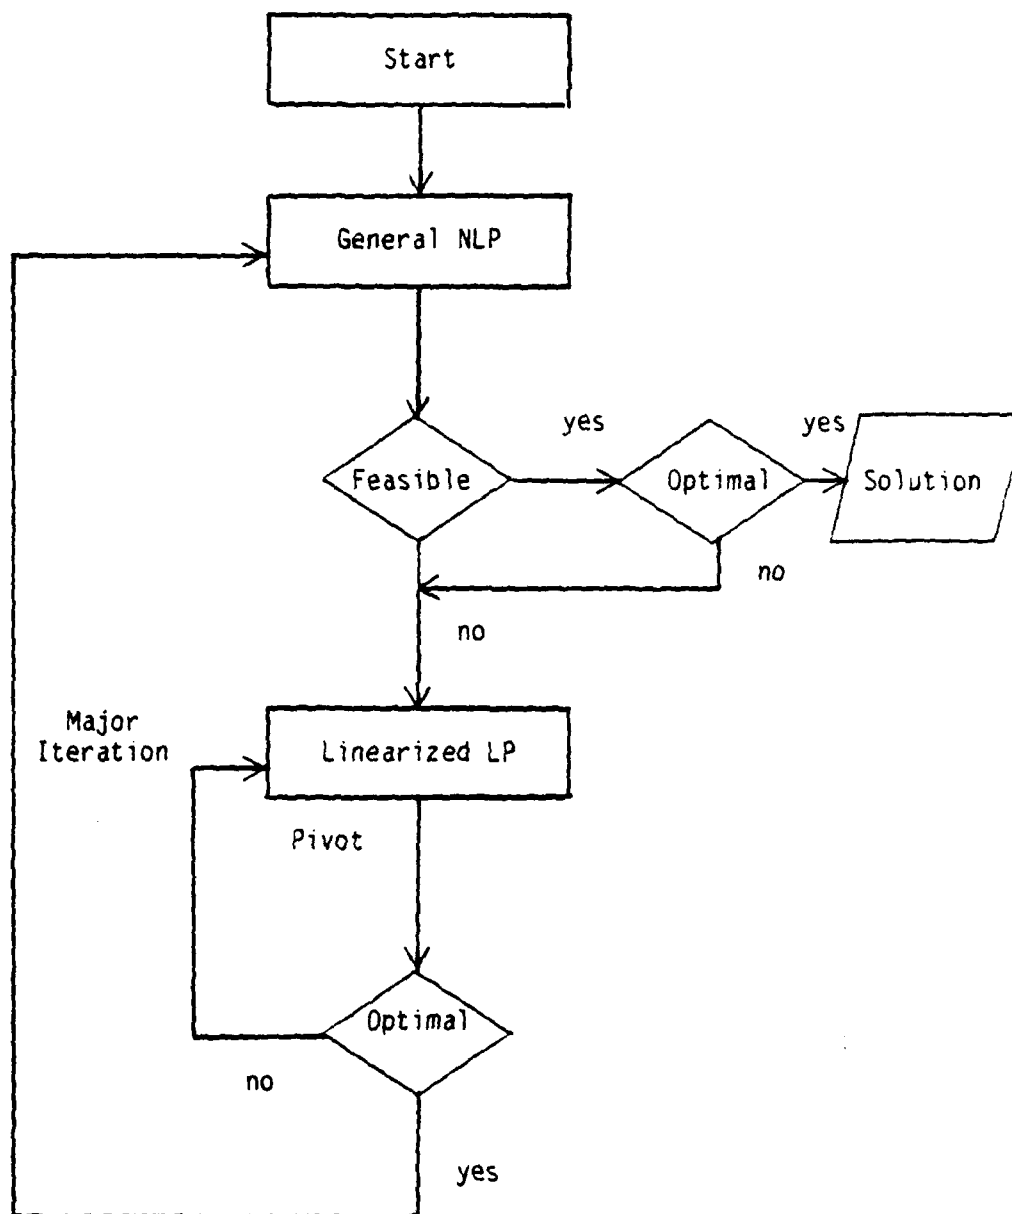 Start
General NLP
yes
yes
Feasible
Optimal
Solution
no
no
Major
Iteration
Linearized LP
Pivot
Optimal
no
yes